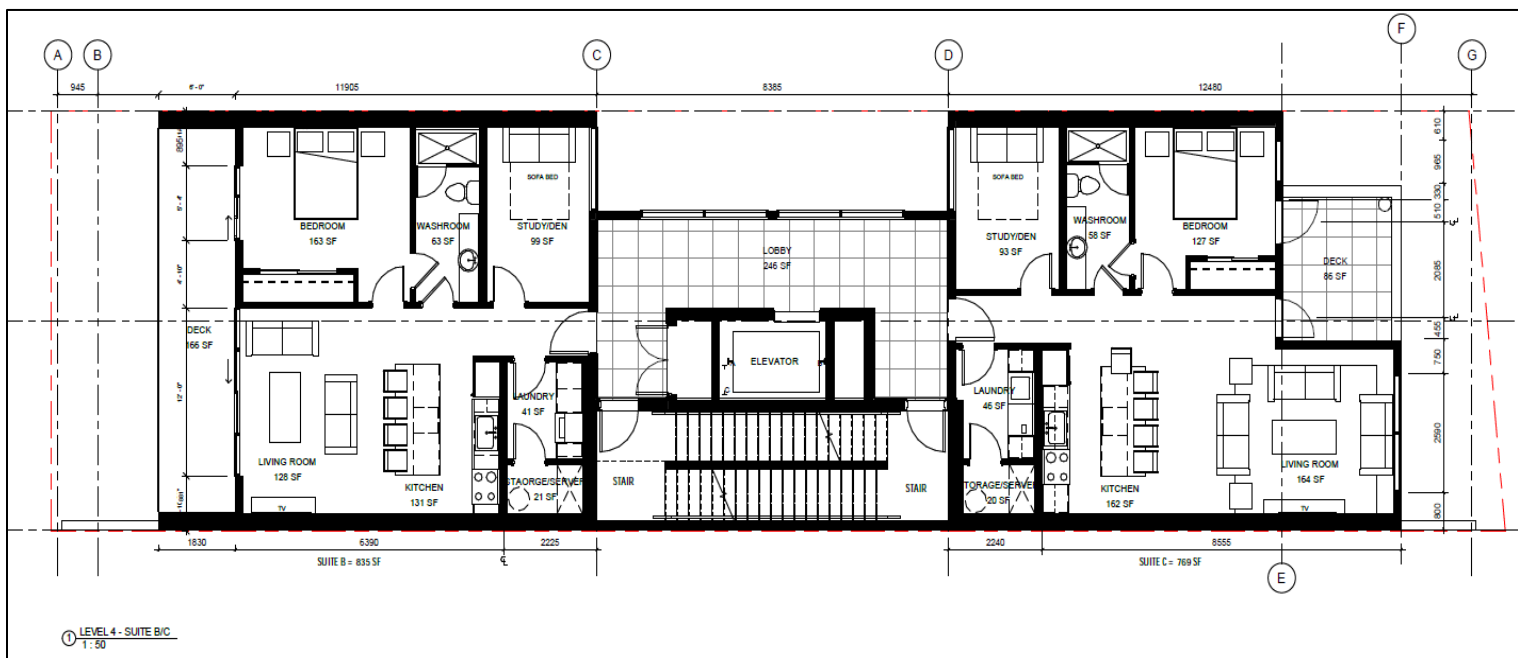 A
B
C
D
F
G
945
6'-0"
11905
8385
12480
610
965
330
510
2085
455
750
2590
800
5'-4"
4'-10"
12'-0"
BEDROOM
163 SF
WASHROOM
63 SF
SOFA BED
STUDY/DEN
99 SF
LOBBY
246 SF
SOFA BED
STUDY/DEN
93 SF
WASHROOM
58 SF
BEDROOM
127 SF
DECK
86 SF
DECK
166 SF
ELEVATOR
LAUNDRY
41 SF
LAUNDRY
46 SF
LIVING ROOM
128 SF
KITCHEN
131 SF
STAORGE/SERVER
21 SF
STAIR
STAIR
TORAGE/SERVER
20 SF
KITCHEN
162 SF
LIVING ROOM
164 SF
TV
TV
1830
6390
2225
2240
8555
SUITE B = 835 SF
SUITE C = 769 SF
E
1
LEVEL 4 - SUITE B/C
1 : 50